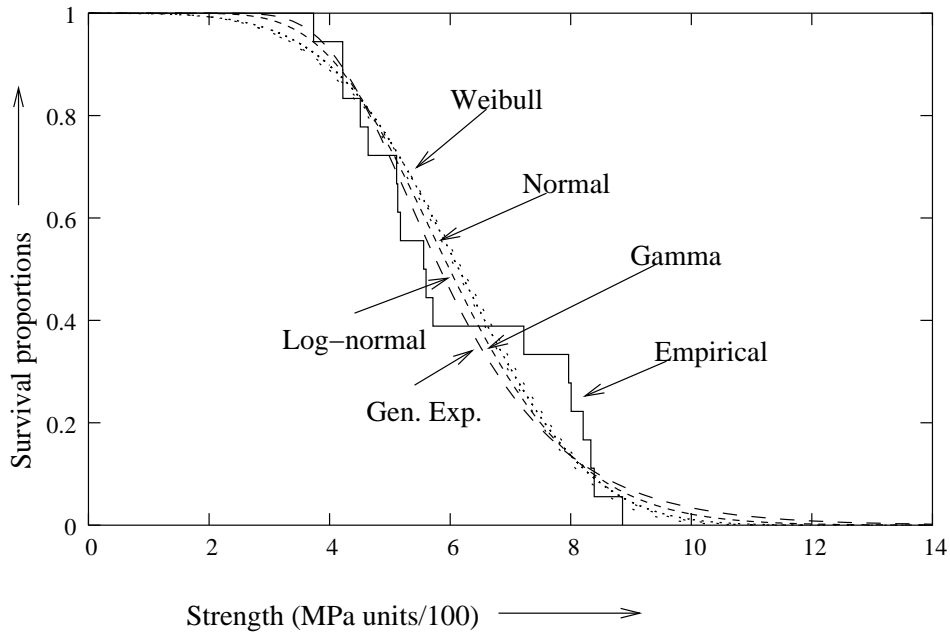 1
0.8
0.6
0.4
0.2
0
Survival proportions
Weibull
Normal
Gamma
Log−normal
Empirical
Gen. Exp.
0 2 4 6 8 10 12 14
Strength (MPa units/100)